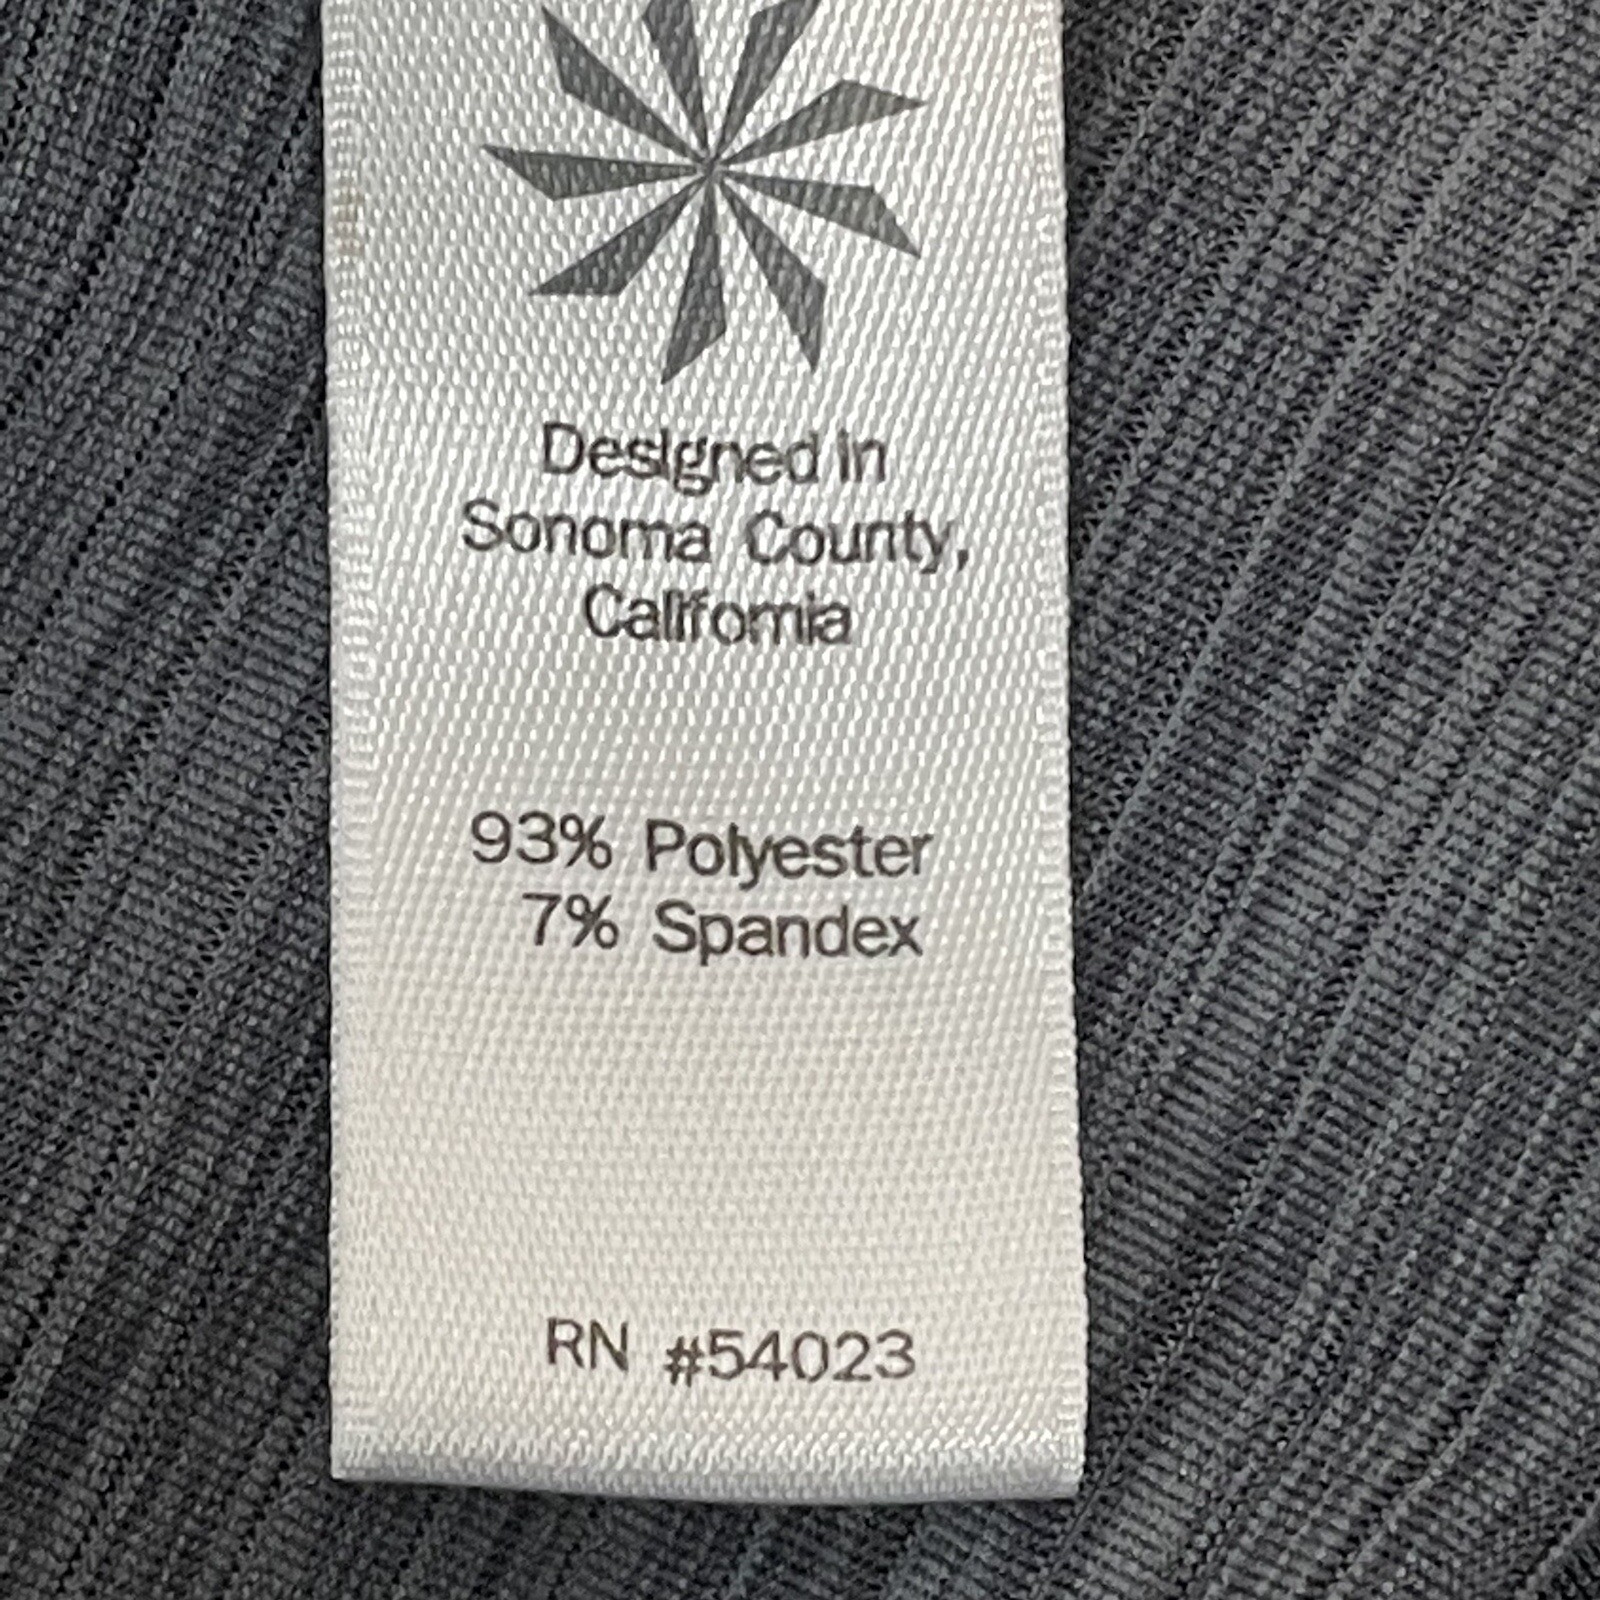 Designed in
Sonoma County,
California
93% Polyester
7% Spandex
RN #54023